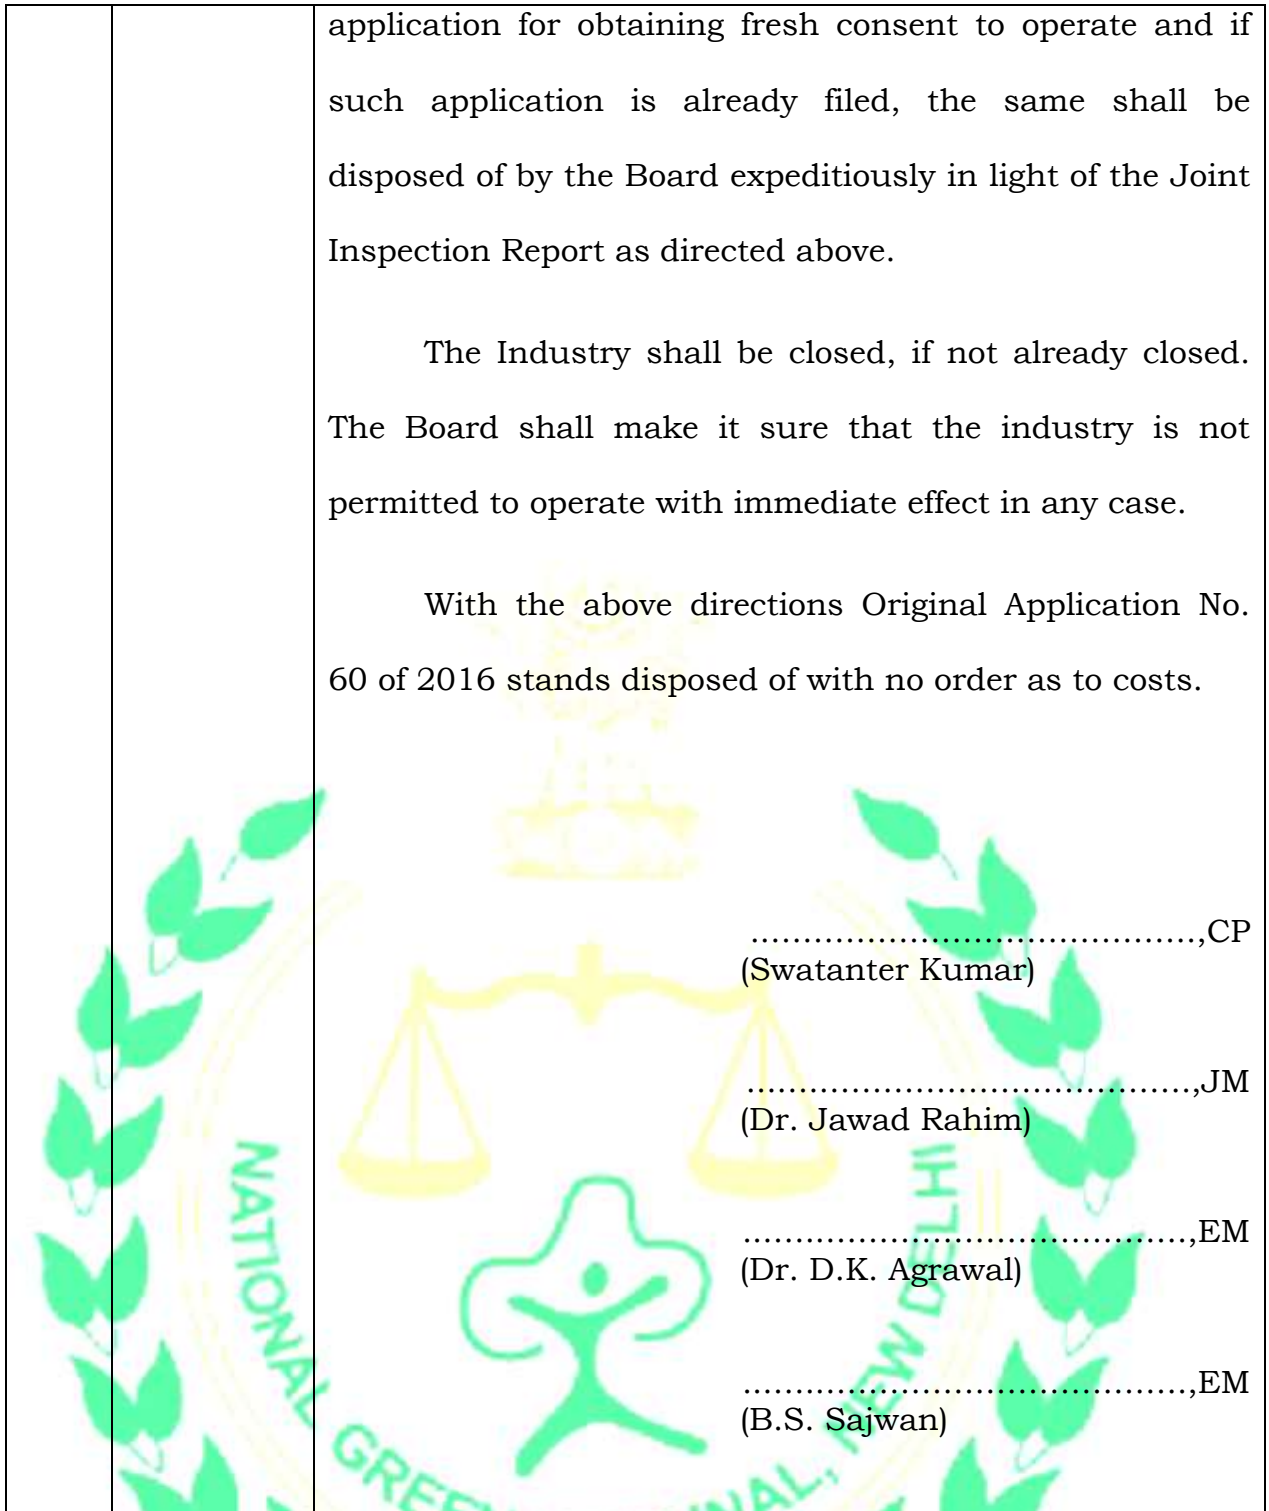 application for obtaining fresh consent to operate and if
such application is already filed, the same shall be
disposed of by the Board expeditiously in light of the Joint
Inspection Report as directed above.
The Industry shall be closed, if not already closed.
The Board shall make it sure that the industry is not
permitted to operate with immediate effect in any case.
With the above directions Original Application No.
60 of 2016 stands disposed of with no order as to costs.
...........................................,CP
(Swatanter Kumar)
...........................................,JM
(Dr. Jawad Rahim)
...........................................,EM
(Dr. D.K. Agrawal)
...........................................,EM
(B.S. Sajwan)
NATIONAL GREEN NEW DELHI